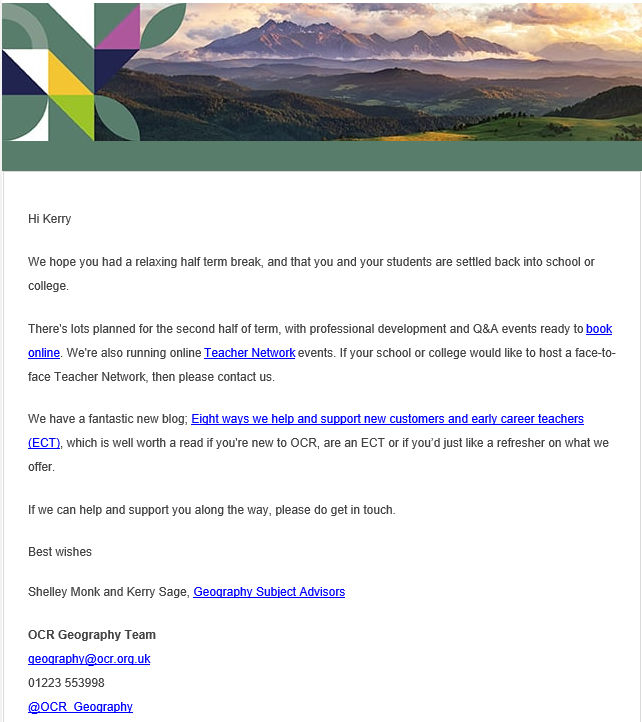 Hi Kerry
We hope you had a relaxing half term break, and that you and your students are settled back into school or
college.
There's lots planned for the second half of term, with professional development and Q&A events ready to book
online. We're also running online Teacher Network events. If your school or college would like to host a face-to-
face Teacher Network, then please contact us.
We have a fantastic new blog; Eight ways we help and support new customers and early career teachers
(ECT), which is well worth a read if you're new to OCR, are an ECT or if you'd just like a refresher on what we
offer.
If we can help and support you along the way, please do get in touch.
Best wishes
Shelley Monk and Kerry Sage, Geography Subject Advisors
OCR Geography Team
geography@ocr.org.uk
01223 553998
@OCR_Geography